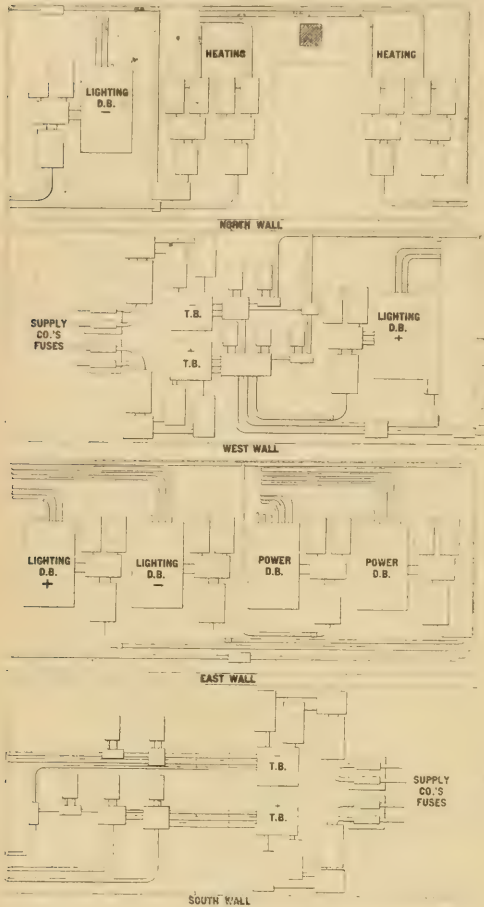 HEATING
HEATING
LIGHTING
D.B.
−
NORTH WALL
SUPPLY
CO.'S
FUSES
−
T.B.
+
T.B.
LIGHTING
D.B.
+
WEST WALL
LIGHTING
D.B.
+
LIGHTING
D.B.
−
POWER
D.B.
POWER
D.B.
EAST WALL
−
T.B.
+
T.B.
SUPPLY
CO.'S
FUSES
SOUTH WALL